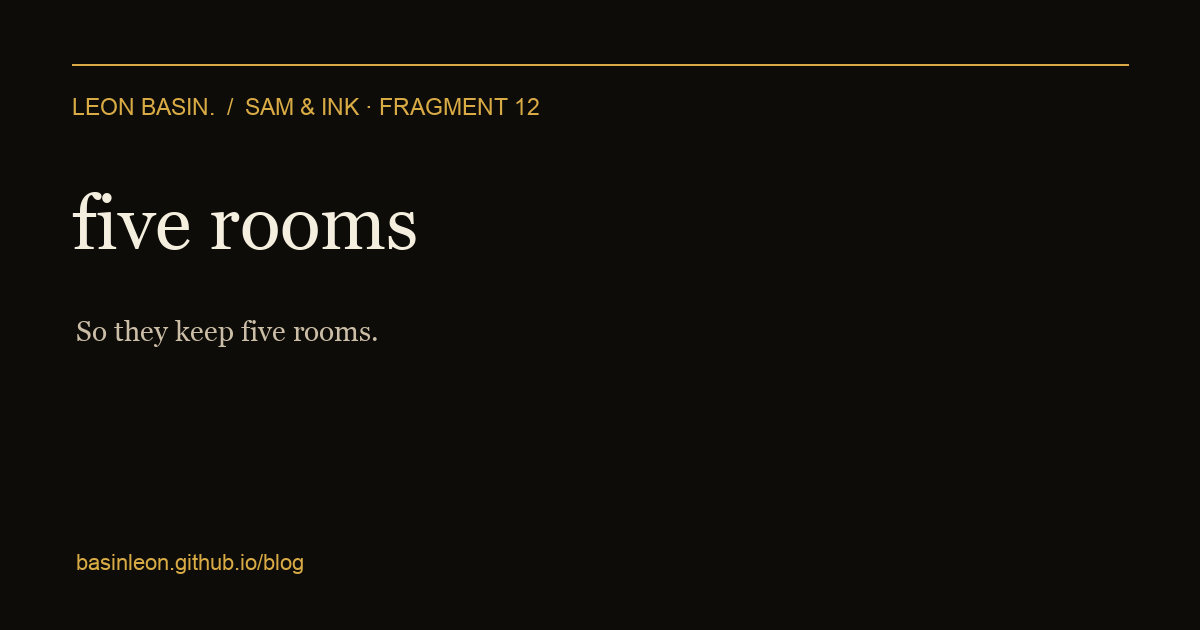 LEON BASIN. / SAM & INK · FRAGMENT 12
five rooms
So they keep five rooms.
basinleon.github.io/blog